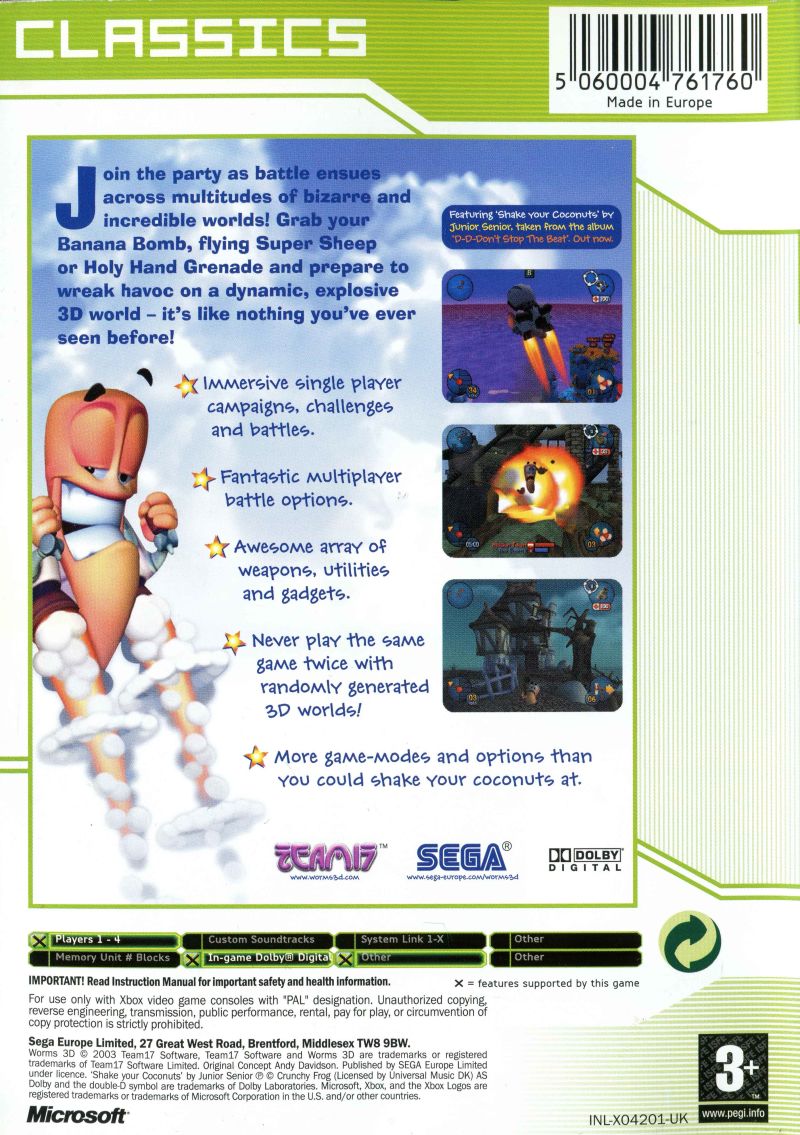 CLASSICS
5 060004 761760
Made in Europe
Join the party as battle ensues
across multitudes of bizarre and
incredible worlds! Grab your
Banana Bomb, flying Super Sheep
or Holy Hand Grenade and prepare to
wreak havoc on a dynamic, explosive
3D world – it's like nothing you've ever
seen before!
Featuring 'Shake your Coconuts' by
Junior Senior, taken from the album
'D-D-Don't Stop The Beat'. Out now.
Immersive single player
campaigns, challenges
and battles.
Fantastic multiplayer
battle options.
Awesome array of
weapons, utilities
and gadgets.
Never play the same
game twice with
randomly generated
3D worlds!
More game-modes and options than
you could shake your coconuts at.
TEAM17™
www.worms3d.com
SEGA®
www.sega-europe.com/worms3d
DOLBY
DIGITAL
Players 1 - 4
Custom Soundtracks
System Link 1-X
Other
Memory Unit # Blocks
In-game Dolby® Digital
Other
Other
IMPORTANT! Read Instruction Manual for important safety and health information.
X = features supported by this game
For use only with Xbox video game consoles with "PAL" designation. Unauthorized copying,
reverse engineering, transmission, public performance, rental, pay for play, or circumvention of
copy protection is strictly prohibited.
Sega Europe Limited, 27 Great West Road, Brentford, Middlesex TW8 9BW.
Worms 3D © 2003 Team17 Software, Team17 Software and Worms 3D are trademarks or registered
trademarks of Team17 Software Limited. Original Concept Andy Davidson. Published by SEGA Europe Limited
under licence. 'Shake your Coconuts' by Junior Senior ℗ © Crunchy Frog (Licensed by Universal Music DK) AS
Dolby and the double-D symbol are trademarks of Dolby Laboratories. Microsoft, Xbox, and the Xbox Logos are
registered trademarks or trademarks of Microsoft Corporation in the U.S. and/or other countries.
Microsoft®
3+
™
www.pegi.info
INL-X04201-UK